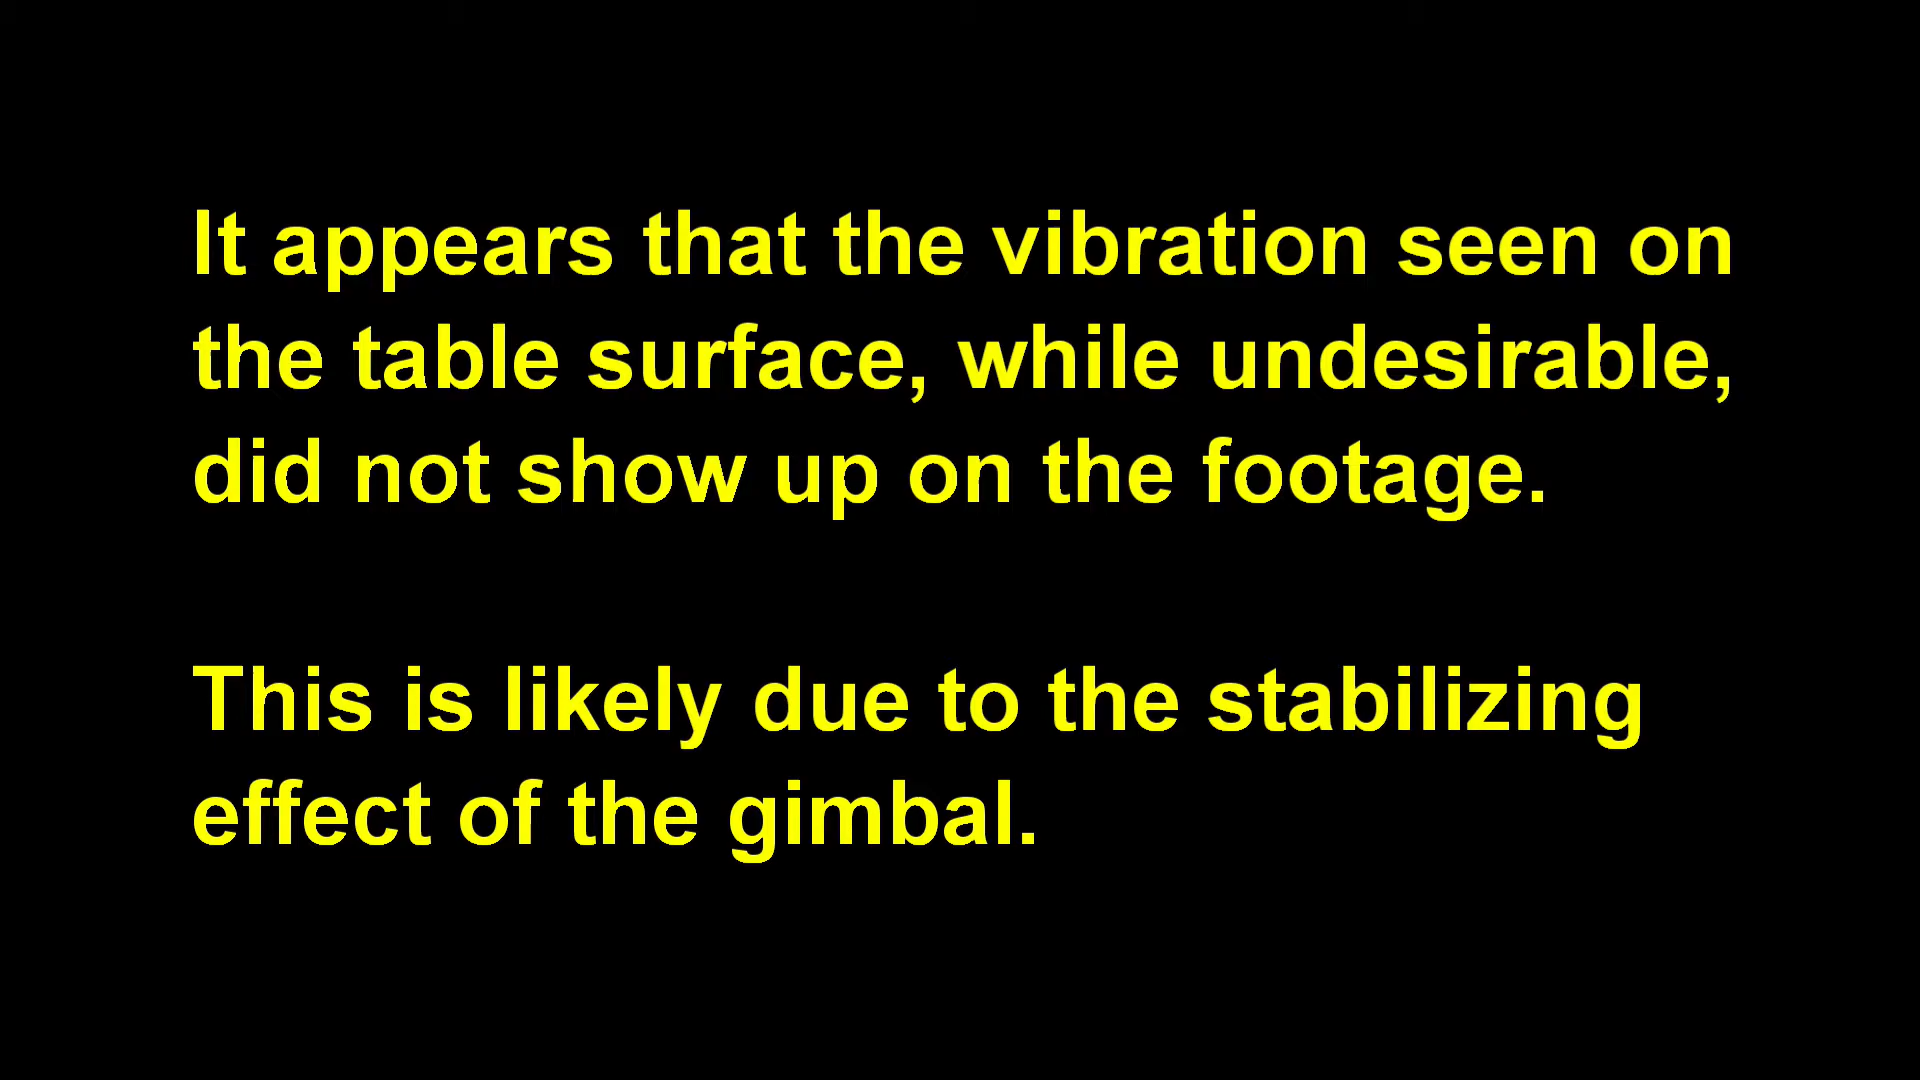 It appears that the vibration seen on
the table surface, while undesirable,
did not show up on the footage.
This is likely due to the stabilizing
effect of the gimbal.